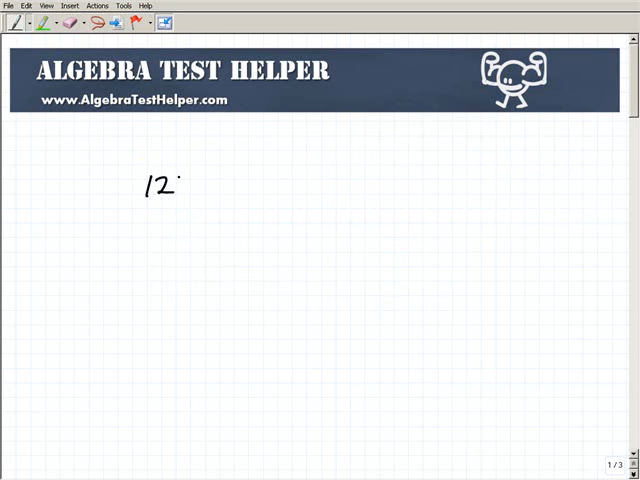 File Edit View Insert Actions Tools Help
ALGEBRA TEST HELPER
www.AlgebraTestHelper.com
12
1 / 3